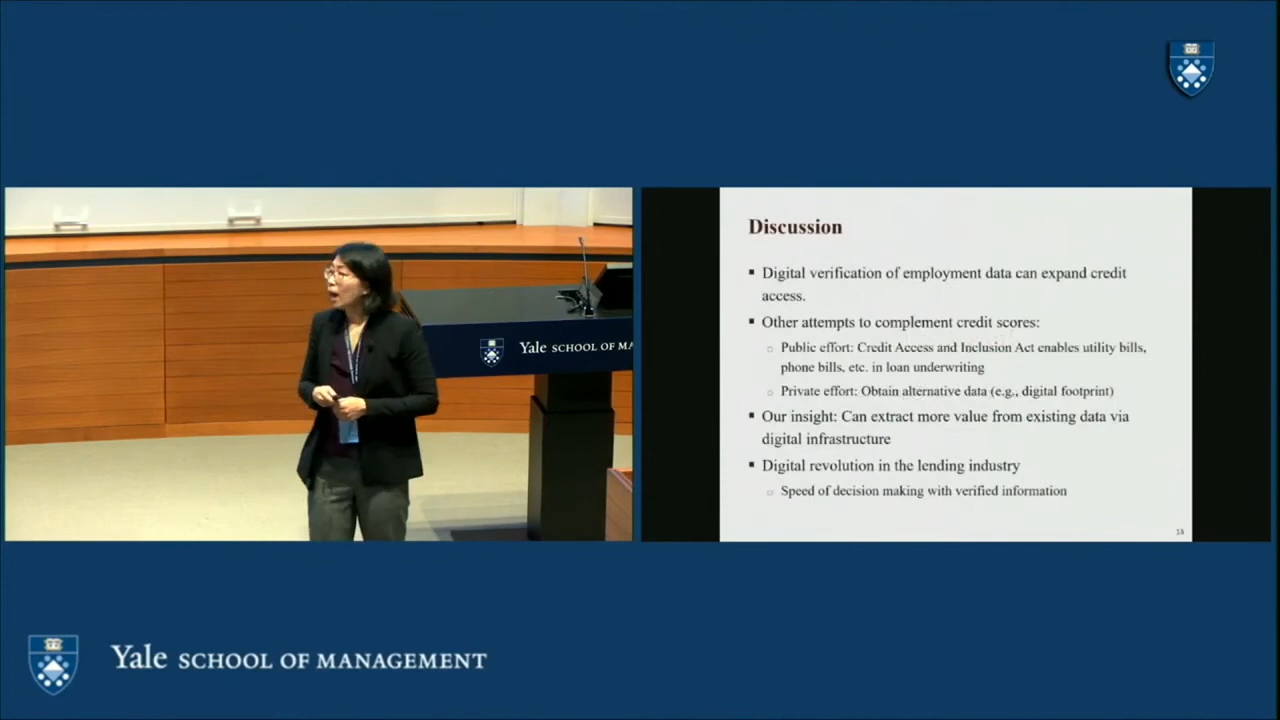 Yale SCHOOL OF MA
Discussion
▪ Digital verification of employment data can expand credit
access.
▪ Other attempts to complement credit scores:
○ Public effort: Credit Access and Inclusion Act enables utility bills,
phone bills, etc. in loan underwriting
○ Private effort: Obtain alternative data (e.g., digital footprint)
▪ Our insight: Can extract more value from existing data via
digital infrastructure
▪ Digital revolution in the lending industry
○ Speed of decision making with verified information
Yale SCHOOL OF MANAGEMENT